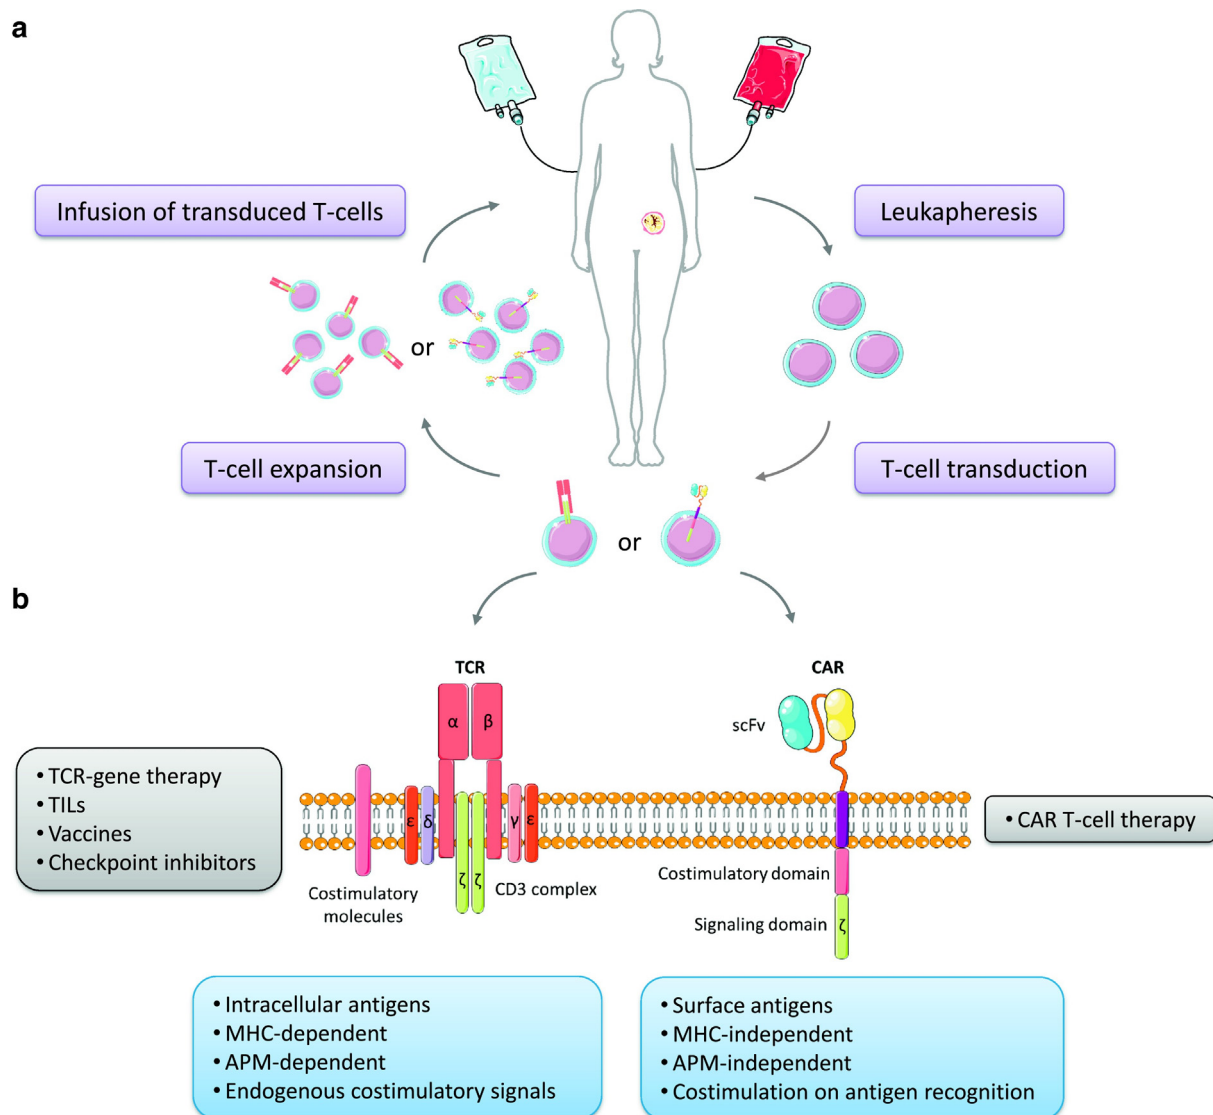 a
Infusion of transduced T-cells
Leukapheresis
or
T-cell expansion
T-cell transduction
or
b
TCR
CAR
scFv
α
β
• TCR-gene therapy
• TILs
• Vaccines
• Checkpoint inhibitors
ε
δ
γ
ε
• CAR T-cell therapy
ζ
ζ
Costimulatory
molecules
CD3 complex
Costimulatory domain
Signaling domain
ζ
• Intracellular antigens
• MHC-dependent
• APM-dependent
• Endogenous costimulatory signals
• Surface antigens
• MHC-independent
• APM-independent
• Costimulation on antigen recognition